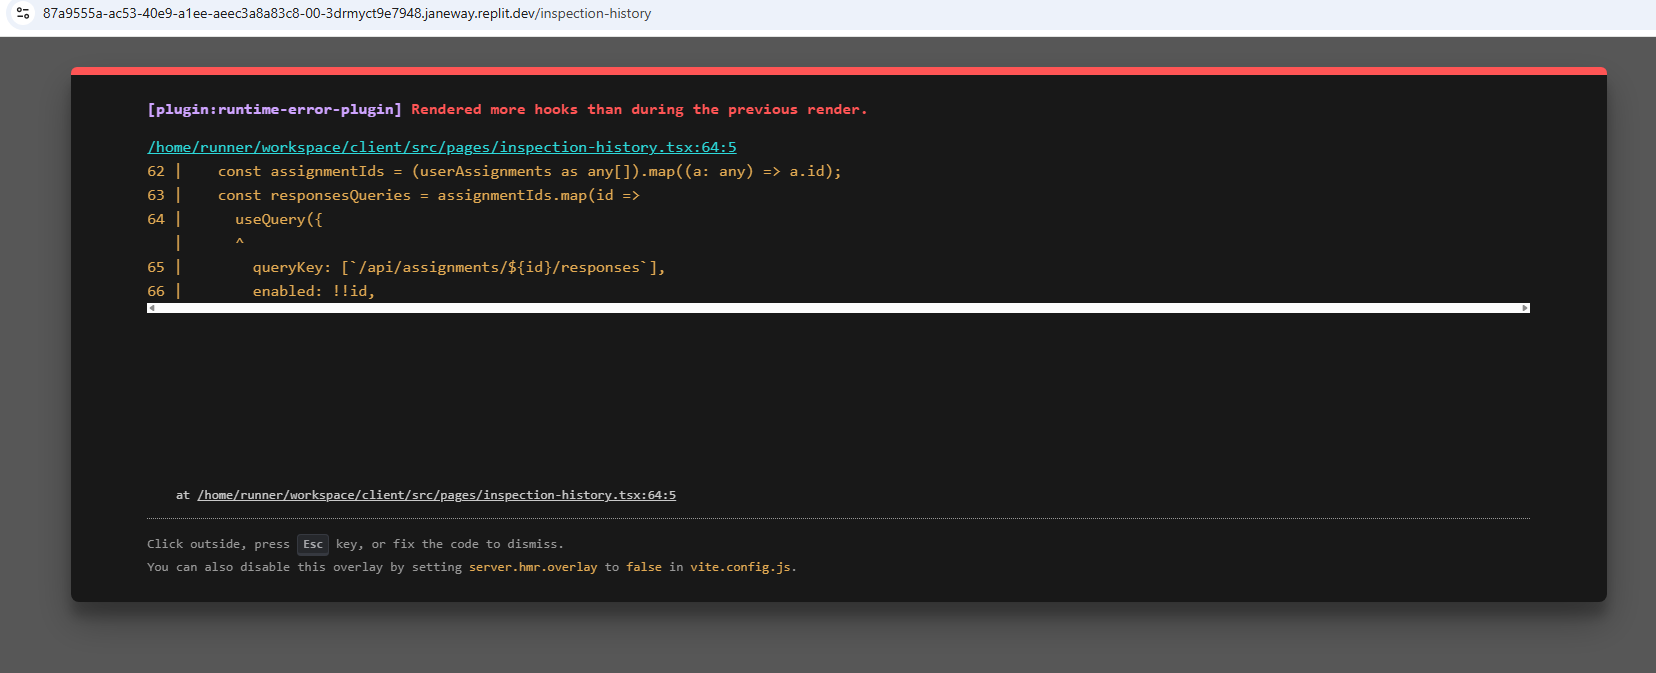 87a9555a-ac53-40e9-a1ee-aeec3a8a83c8-00-3drmyct9e7948.janeway.replit.dev/inspection-history
[plugin:runtime-error-plugin] Rendered more hooks than during the previous render.
/home/runner/workspace/client/src/pages/inspection-history.tsx:64:5
62 |    const assignmentIds = (userAssignments as any[]).map((a: any) => a.id);
63 |    const responsesQueries = assignmentIds.map(id =>
64 |      useQuery({
   |      ^
65 |        queryKey: [`/api/assignments/${id}/responses`],
66 |        enabled: !!id,
at /home/runner/workspace/client/src/pages/inspection-history.tsx:64:5
Click outside, press Esc key, or fix the code to dismiss.
You can also disable this overlay by setting server.hmr.overlay to false in vite.config.js.